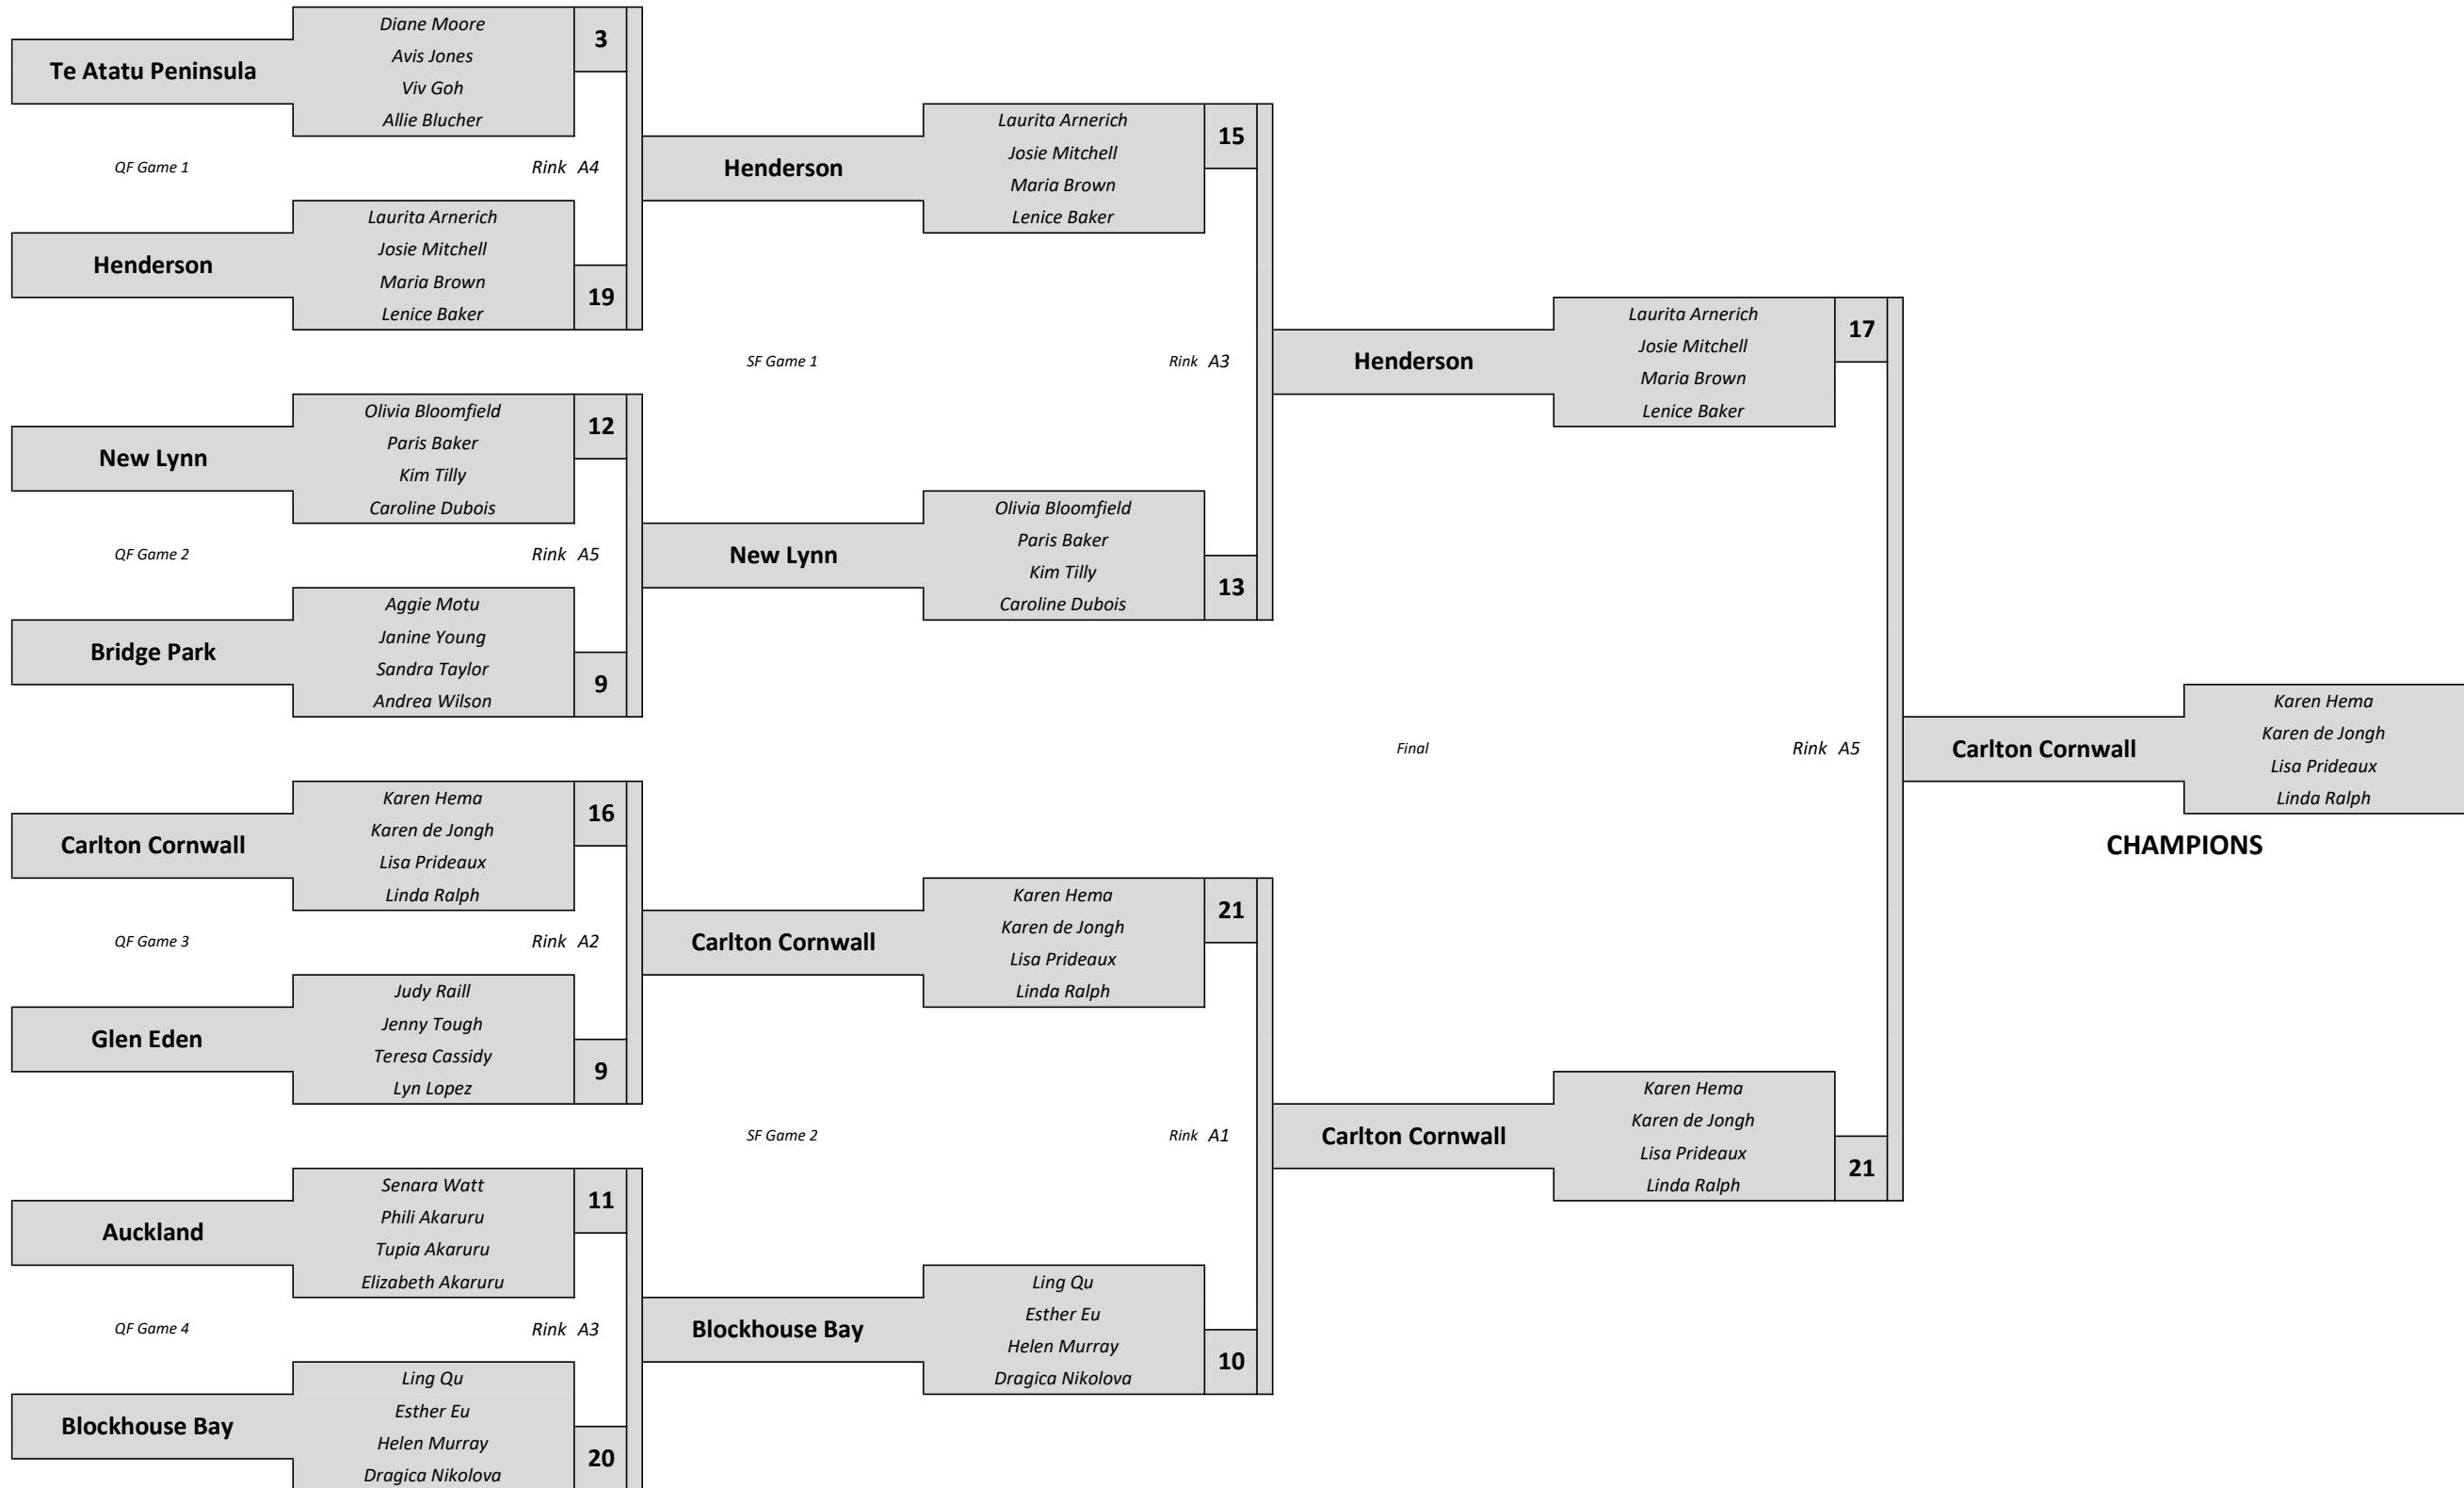 Te Atatu Peninsula
Diane Moore
Avis Jones
Viv Goh
Allie Blucher
3
QF Game 1
Rink A4
Henderson
Laurita Arnerich
Josie Mitchell
Maria Brown
Lenice Baker
19
New Lynn
Olivia Bloomfield
Paris Baker
Kim Tilly
Caroline Dubois
12
QF Game 2
Rink A5
Bridge Park
Aggie Motu
Janine Young
Sandra Taylor
Andrea Wilson
9
Carlton Cornwall
Karen Hema
Karen de Jongh
Lisa Prideaux
Linda Ralph
16
QF Game 3
Rink A2
Glen Eden
Judy Raill
Jenny Tough
Teresa Cassidy
Lyn Lopez
9
Auckland
Senara Watt
Phili Akaruru
Tupia Akaruru
Elizabeth Akaruru
11
QF Game 4
Rink A3
Blockhouse Bay
Ling Qu
Esther Eu
Helen Murray
Dragica Nikolova
20
Henderson
Laurita Arnerich
Josie Mitchell
Maria Brown
Lenice Baker
15
SF Game 1
Rink A3
New Lynn
Olivia Bloomfield
Paris Baker
Kim Tilly
Caroline Dubois
13
Carlton Cornwall
Karen Hema
Karen de Jongh
Lisa Prideaux
Linda Ralph
21
SF Game 2
Rink A1
Blockhouse Bay
Ling Qu
Esther Eu
Helen Murray
Dragica Nikolova
10
Henderson
Laurita Arnerich
Josie Mitchell
Maria Brown
Lenice Baker
17
Final
Rink A5
Carlton Cornwall
Karen Hema
Karen de Jongh
Lisa Prideaux
Linda Ralph
21
Carlton Cornwall
Karen Hema
Karen de Jongh
Lisa Prideaux
Linda Ralph
CHAMPIONS